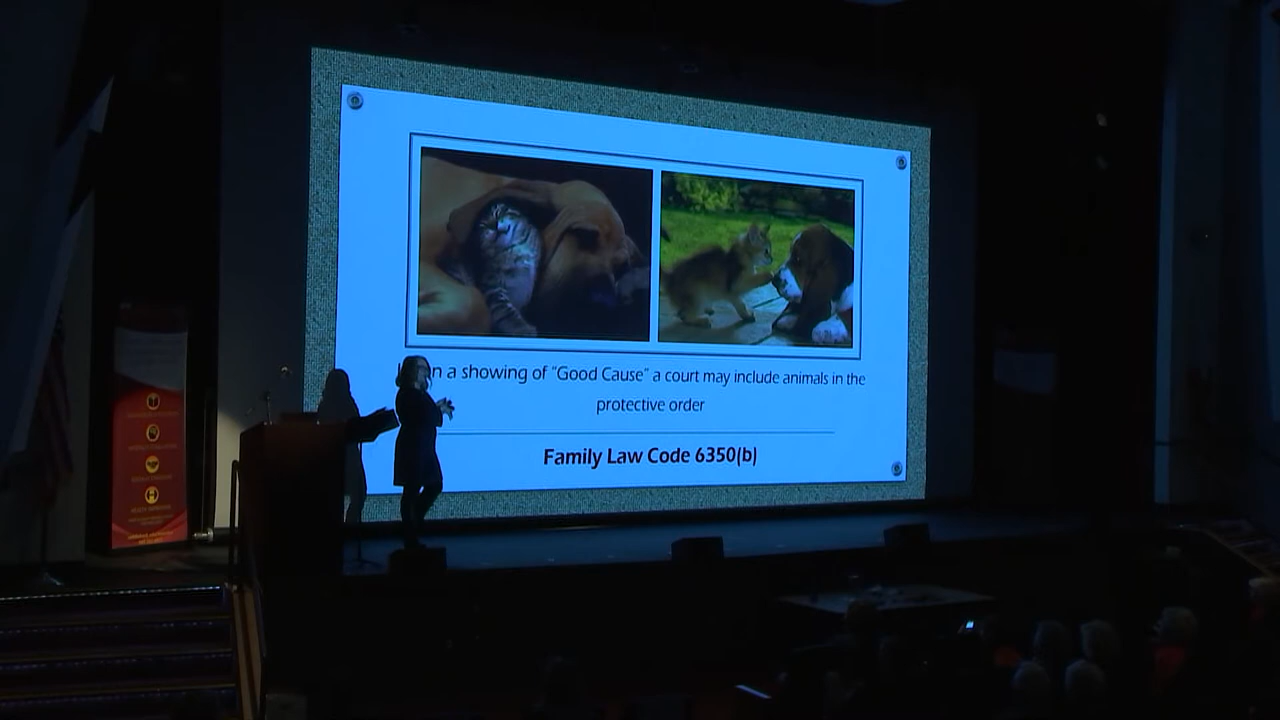 n a showing of "Good Cause" a court may include animals in the
protective order
Family Law Code 6350(b)